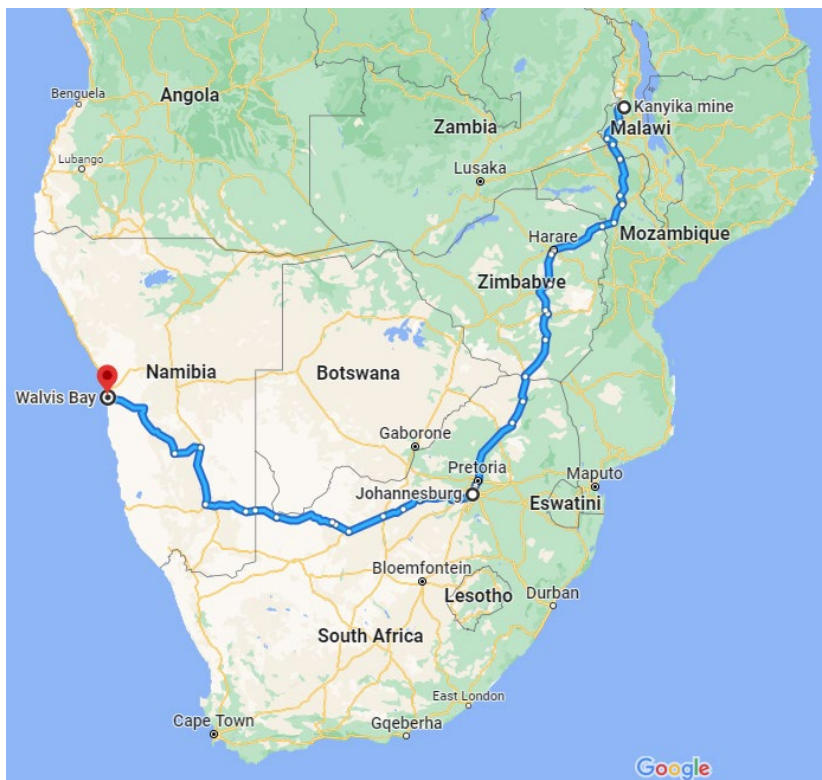 Benguela
Angola
Kanyika mine
Zambia
Malawi
Lubango
Lusaka
Harare
Mozambique
Zimbabwe
Namibia
Botswana
Walvis Bay
Gaborone
Pretoria
Maputo
Johannesburg
Eswatini
Bloemfontein
Lesotho
Durban
South Africa
East London
Cape Town
Gqeberha
Google